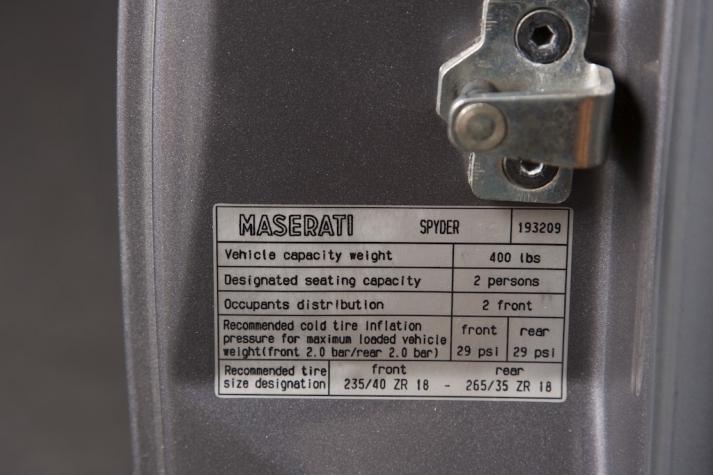 MASERATI SPYDER 193209
Vehicle capacity weight 400 lbs
Designated seating capacity 2 persons
Occupants distribution 2 front
Recommended cold tire inflation
pressure for maximum loaded vehicle
weight(front 2.0 bar/rear 2.0 bar)
front rear
29 psi 29 psi
Recommended tire
size designation
front rear
235/40 ZR 18 - 265/35 ZR 18